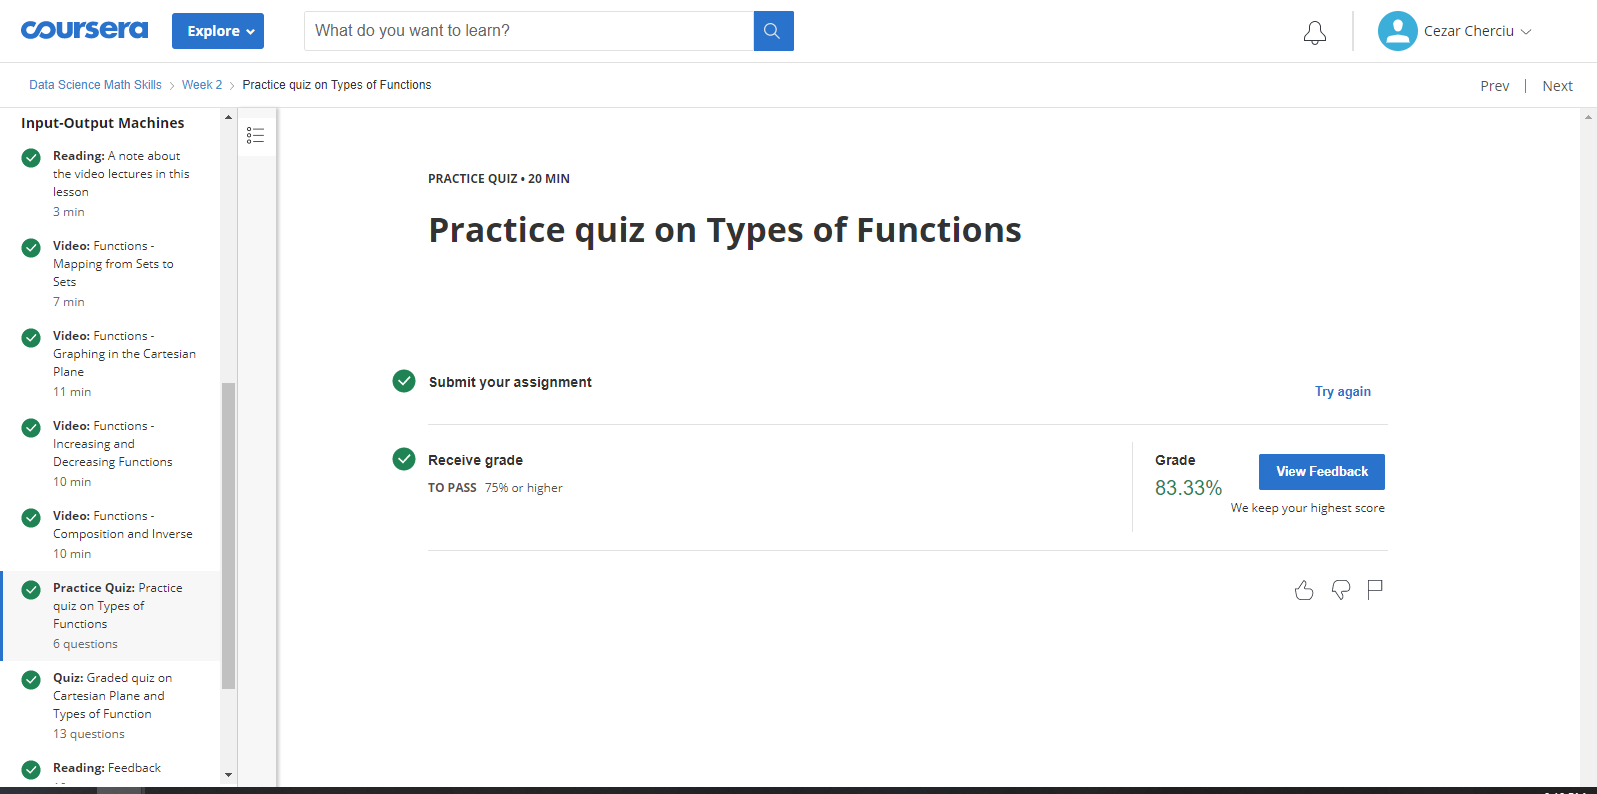 coursera
Explore
What do you want to learn?
Cezar Cherciu
Data Science Math Skills
Week 2
Practice quiz on Types of Functions
Prev
Next
Input-Output Machines
Reading: A note about
the video lectures in this
lesson
3 min
Video: Functions -
Mapping from Sets to
Sets
7 min
Video: Functions -
Graphing in the Cartesian
Plane
11 min
Video: Functions -
Increasing and
Decreasing Functions
10 min
Video: Functions -
Composition and Inverse
10 min
Practice Quiz: Practice
quiz on Types of
Functions
6 questions
Quiz: Graded quiz on
Cartesian Plane and
Types of Function
13 questions
Reading: Feedback
PRACTICE QUIZ • 20 MIN
Practice quiz on Types of Functions
Submit your assignment
Try again
Receive grade
TO PASS 75% or higher
Grade
83.33%
View Feedback
We keep your highest score